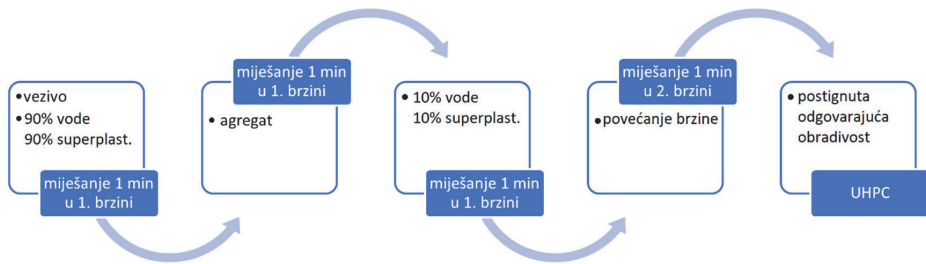 • vezivo
• 90% vode
90% superplast.
miješanje 1 min
u 1. brzini
miješanje 1 min
u 1. brzini
• agregat
• 10% vode
10% superplast.
miješanje 1 min
u 1. brzini
miješanje 1 min
u 2. brzini
•povećanje brzine
• postignuta
odgovarajuća
obradivost
UHPC